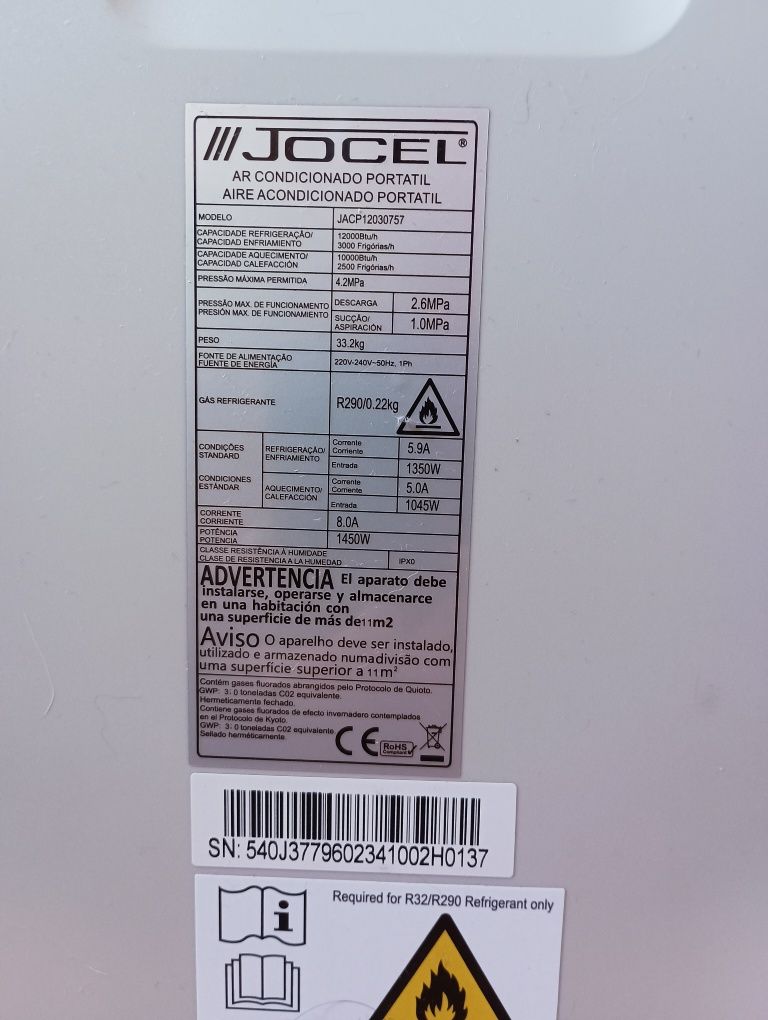 JOCEL®
AR CONDICIONADO PORTATIL
AIRE ACONDICIONADO PORTATIL
MODELO JACP12030757
CAPACIDADE REFRIGERAÇÃO/ 12000Btu/h
CAPACIDAD ENFRIAMIENTO 3000 Frigórias/h
CAPACIDADE AQUECIMENTO/ 10000Btu/h
CAPACIDAD CALEFACCIÓN 2500 Frigórias/h
PRESSÃO MÁXIMA PERMITIDA 4.2MPa
PRESSÃO MAX. DE FUNCIONAMENTO DESCARGA 2.6MPa
PRESIÓN MAX. DE FUNCIONAMIENTO SUCÇÃO/ ASPIRACIÓN 1.0MPa
PESO 33.2kg
FONTE DE ALIMENTAÇÃO
FUENTE DE ENERGÍA 220V-240V~50Hz, 1Ph
GÁS REFRIGERANTE R290/0.22kg
CONDIÇÕES STANDARD REFRIGERAÇÃO/ ENFRIAMIENTO Corrente Corriente 5.9A
Entrada 1350W
CONDICIONES ESTÁNDAR AQUECIMENTO/ CALEFACCIÓN Corrente Corriente 5.0A
Entrada 1045W
CORRENTE
CORRIENTE 8.0A
POTÊNCIA
POTENCIA 1450W
CLASSE RESISTÊNCIA À HUMIDADE
CLASE DE RESISTENCIA A LA HUMEDAD IPX0
ADVERTENCIA El aparato debe
instalarse, operarse y almacenarce
en una habitación con
una superficie de más de11m2
Aviso O aparelho deve ser instalado,
utilizado e armazenado numadivisão com
uma superfície superior a 11m²
Contém gases fluorados abrangidos pelo Protocolo de Quioto.
GWP: 3.0 toneladas C02 equivalente.
Hermeticamente fechado.
Contiene gases fluorados de efecto invernadero contemplados
en el Protocolo de Kyoto.
GWP: 3.0 toneladas C02 equivalente.
Sellado herméticamente.
CE RoHS
Compliant
SN: 540J3779602341002H0137
Required for R32/R290 Refrigerant only